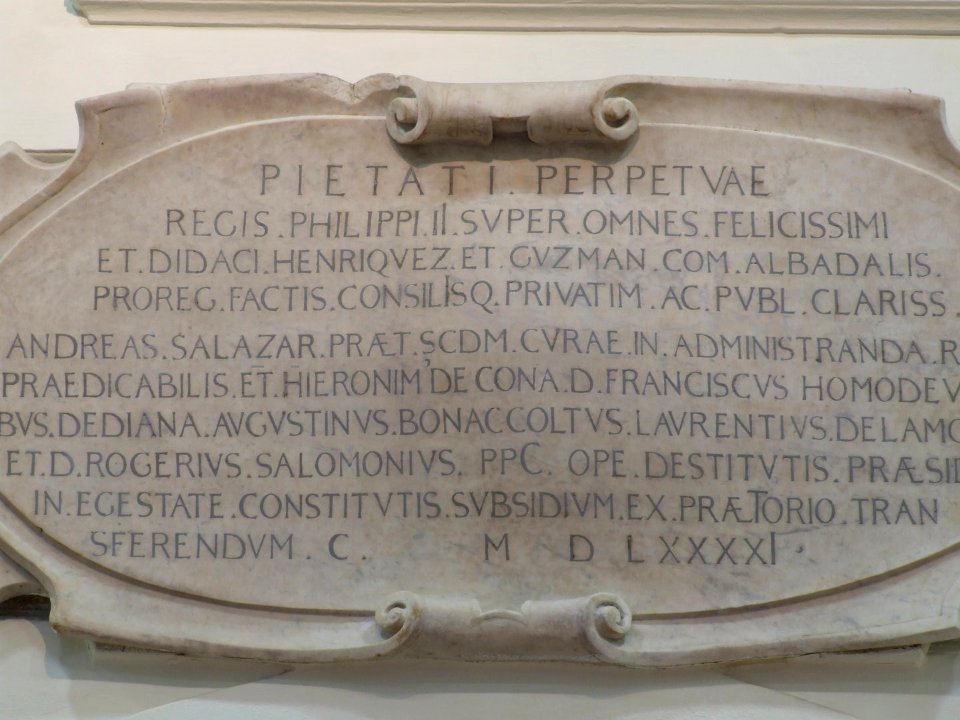 PIETATI. PERPETVAE
REGIS.PHILIPPI.II.SVPER.OMNES.FELICISSIMI
ET.DIDACI.HENRIQVEZ.ET.GVZMAN.COM.ALBADALIS.
PROREG.FACTIS.CONSILIISQ.PRIVATIM.AC.PVBL.CLARISS.
ANDREAS.SALAZAR.PRÆT.SCDM.CVRAE.IN.ADMINISTRANDA.R
PRAEDICABILIS.ET.HIERONIM'DE CONA.D.FRANCISCVS HOMODEV
BVS.DEDIANA.AVGVSTINVS.BONACCOLTVS.LAVRENTIVS.DELAMO
ET.D.ROGERIVS.SALOMONIVS. PPC. OPE.DESTITVTIS.PRÆSID
IN.EGESTATE.CONSTITVTIS.SVBSIDIVM.EX.PRÆTORIO.TRAN
SFERENDVM.C. M D LXXXXI.